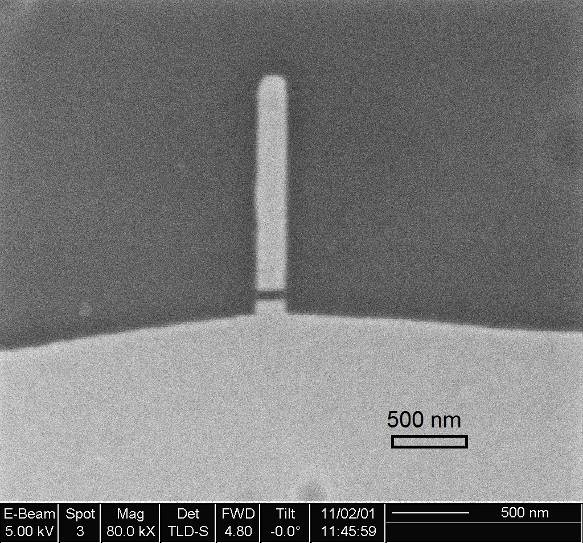 500 nm
E-Beam Spot Mag Det FWD Tilt 11/02/01 500 nm
5.00 kV 3 80.0 kX TLD-S 4.80 -0.0° 11:45:59